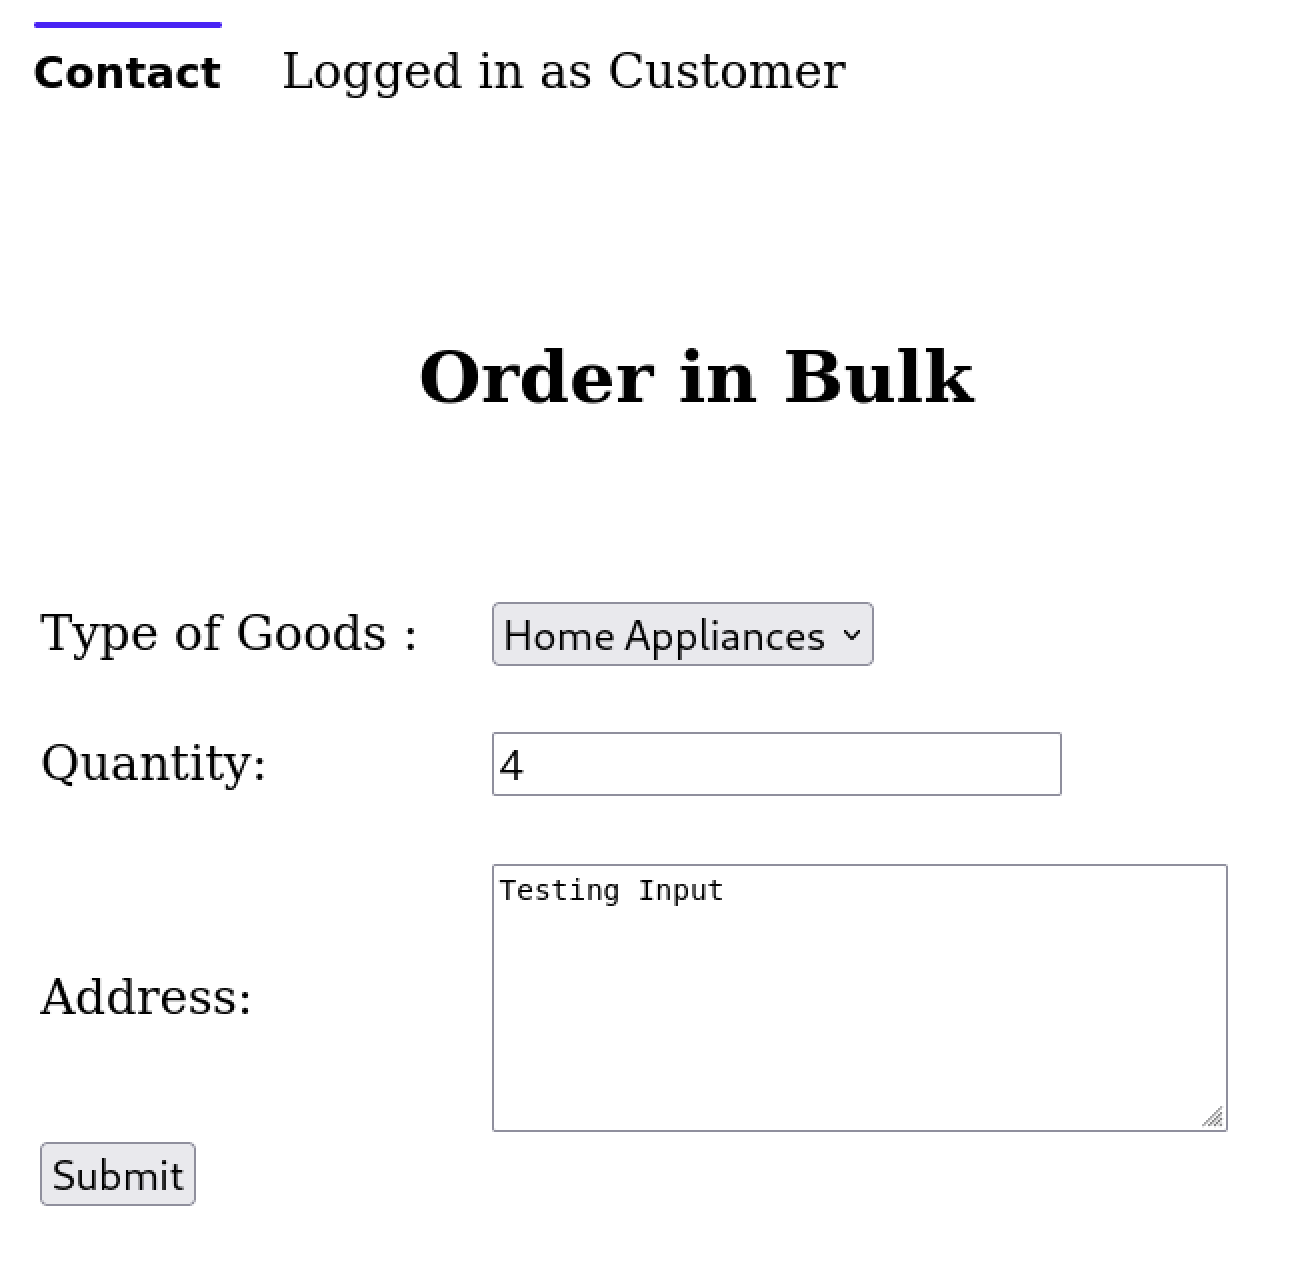 Contact Logged in as Customer
Order in Bulk
Type of Goods : Home Appliances
Quantity: 4
Address: Testing Input
Submit